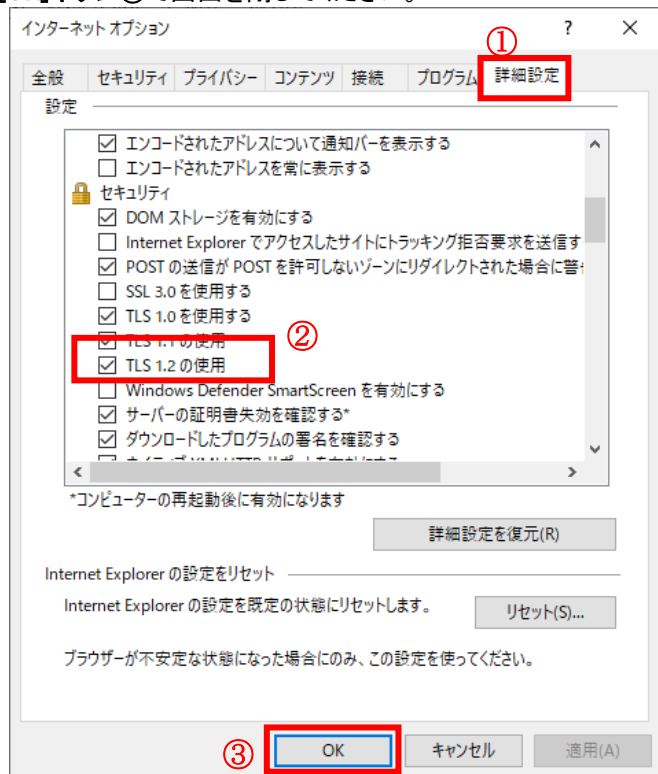 インターネット オプション ? ×
①
全般 セキュリティ プライバシー コンテンツ 接続 プログラム 詳細設定
設定
エンコードされたアドレスについて通知バーを表示する
エンコードされたアドレスを常に表示する
セキュリティ
DOM ストレージを有効にする
Internet Explorer でアクセスしたサイトにトラッキング拒否要求を送信す
POST の送信が POST を許可しないゾーンにリダイレクトされた場合に警
SSL 3.0 を使用する
TLS 1.0 を使用する
②
TLS 1.1 の使用
TLS 1.2 の使用
Windows Defender SmartScreen を有効にする
サーバーの証明書失効を確認する*
ダウンロードしたプログラムの署名を確認する
*コンピューターの再起動後に有効になります
詳細設定を復元(R)
Internet Explorer の設定をリセット
Internet Explorer の設定を既定の状態にリセットします。
リセット(S)...
ブラウザーが不安定な状態になった場合にのみ、この設定を使ってください。
③ OK キャンセル 適用(A)